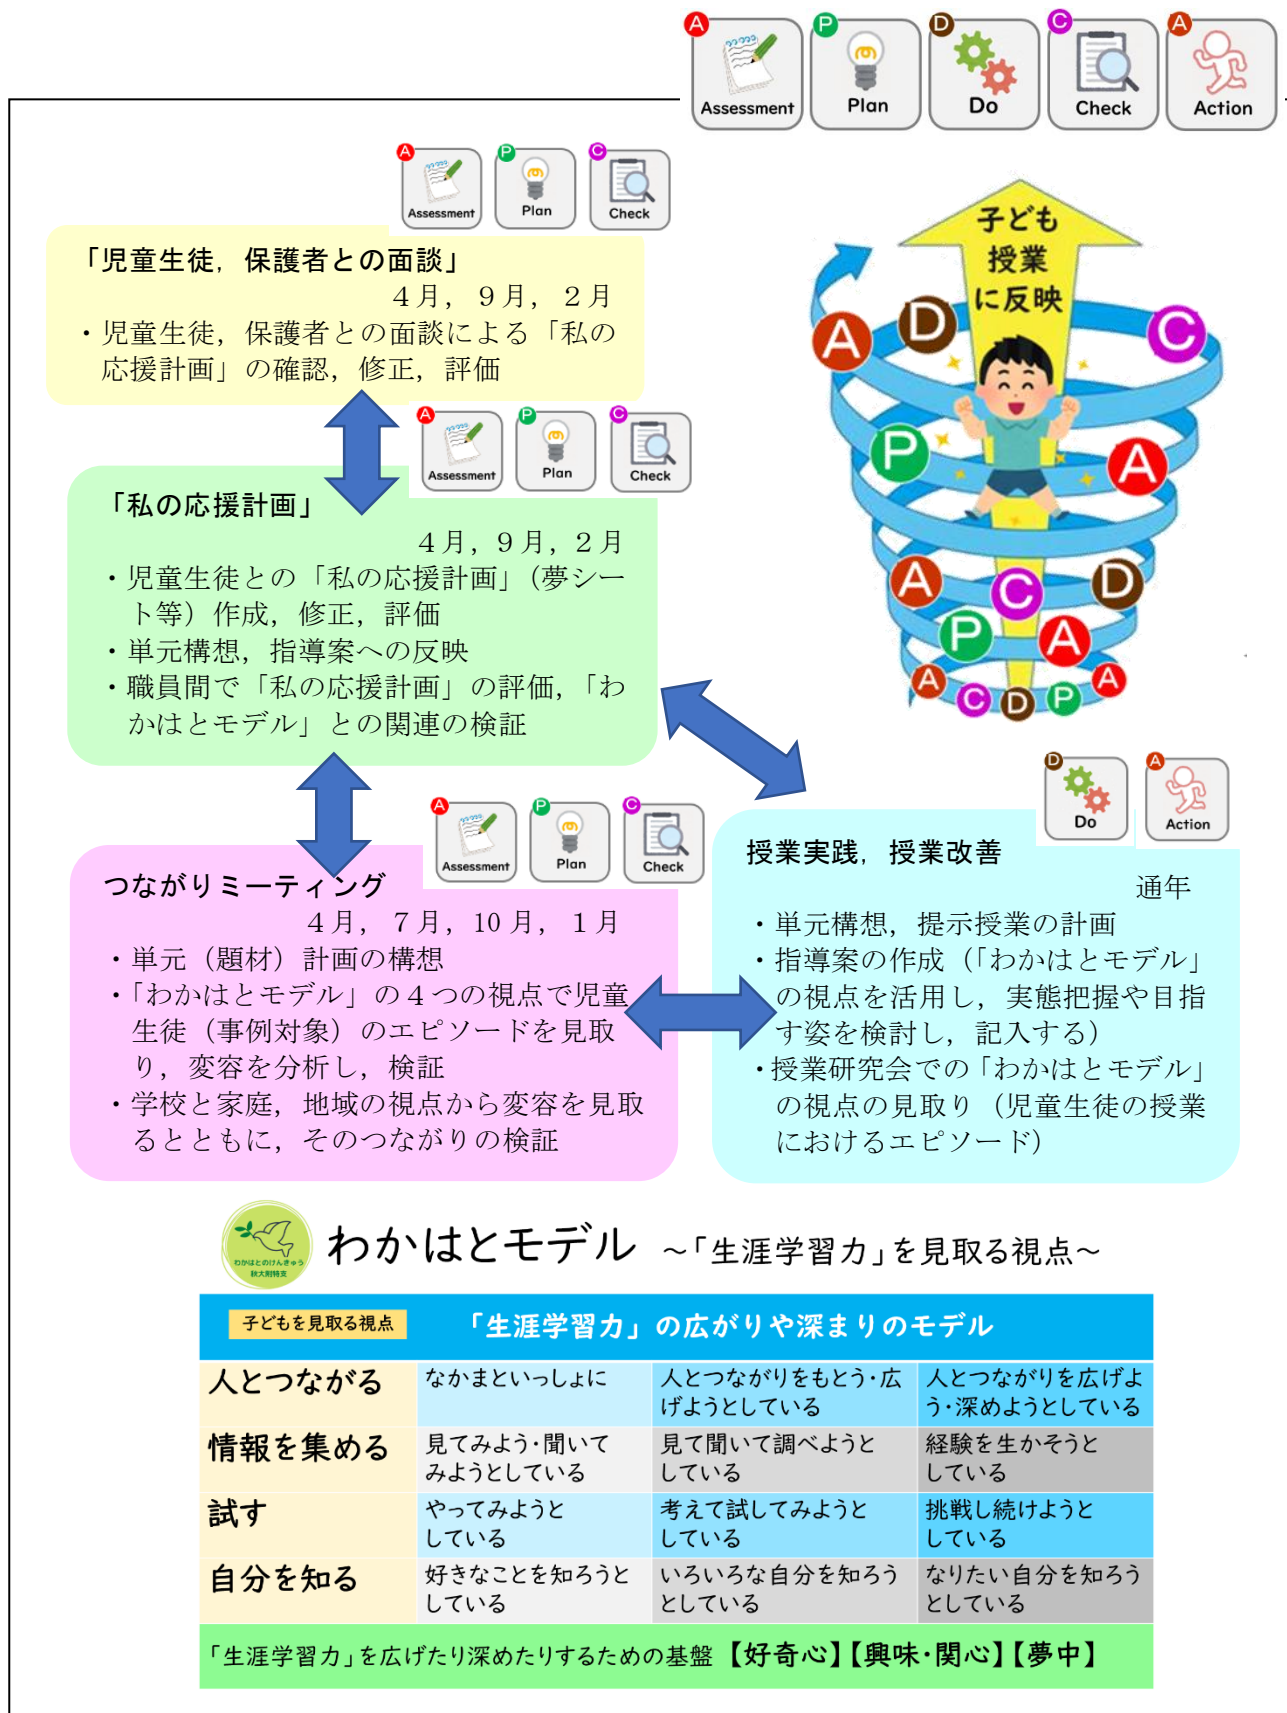 A P D C A
Assessment Plan Do Check Action
A P C
Assessment Plan Check
「児童生徒，保護者との面談」
４月，９月，２月
・児童生徒，保護者との面談による「私の
応援計画」の確認，修正，評価
A P C
Assessment Plan Check
「私の応援計画」
４月，９月，２月
・児童生徒との「私の応援計画」（夢シー
ト等）作成，修正，評価
・単元構想，指導案への反映
・職員間で「私の応援計画」の評価，「わ
かはとモデル」との関連の検証
子ども
授業
に反映
A D C
P A
A C D
P A
A C D P A
A P C
Assessment Plan Check
つながりミーティング
４月，７月，10月，１月
・単元（題材）計画の構想
・「わかはとモデル」の４つの視点で児童
生徒（事例対象）のエピソードを見取
り，変容を分析し，検証
・学校と家庭，地域の視点から変容を見取
るとともに，そのつながりの検証
D A
Do Action
授業実践，授業改善
通年
・単元構想，提示授業の計画
・指導案の作成（「わかはとモデル」
の視点を活用し，実態把握や目指
す姿を検討し，記入する）
・授業研究会での「わかはとモデル」
の視点の見取り（児童生徒の授業
におけるエピソード）
わかはとのけんきゅう
秋大附特支
わかはとモデル ～「生涯学習力」を見取る視点～
子どもを見取る視点 「生涯学習力」の広がりや深まりのモデル
人とつながる
なかまといっしょに
人とつながりをもとう・広
げようとしている
人とつながりを広げよ
う・深めようとしている
情報を集める
見てみよう・聞いて
みようとしている
見て聞いて調べようと
している
経験を生かそうと
している
試す
やってみようと
している
考えて試してみようと
している
挑戦し続けようと
している
自分を知る
好きなことを知ろうと
している
いろいろな自分を知ろう
としている
なりたい自分を知ろう
としている
「生涯学習力」を広げたり深めたりするための基盤【好奇心】【興味・関心】【夢中】